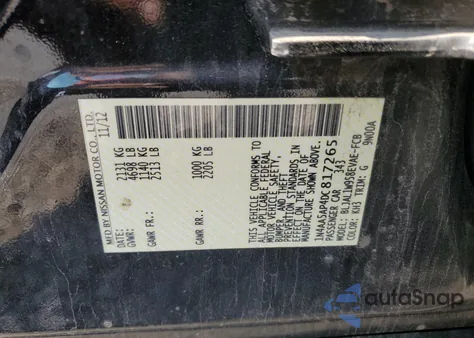 MFD BY NISSAN MOTOR CO., LTD.
11/12
GVWR: 2131 KG
4698 LB
GAWR FR: 1140 KG
2513 LB
GAWR RR: 1000 KG
2205 LB
THIS VEHICLE CONFORMS TO
ALL APPLICABLE FEDERAL
MOTOR VEHICLE SAFETY,
BUMPER, AND THEFT
PREVENTION STANDARDS IN
EFFECT ON THE DATE OF
MANUFACTURE SHOWN ABOVE.
1N4AA5AP4DC817265
PASSENGER CAR 343
MODEL: BLJALVW93BEVAE-FCB
COLOR: KH3 TRIM: G 9N00A
autoSnap